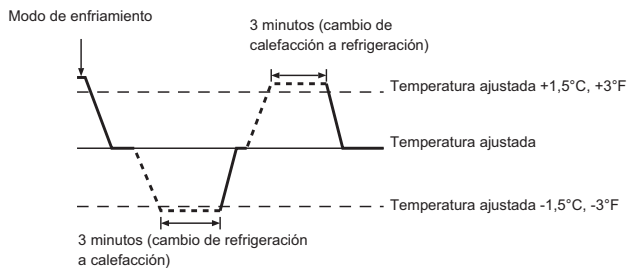 Modo de enfriamiento
3 minutos (cambio de
calefacción a refrigeración)
Temperatura ajustada +1,5°C, +3°F
Temperatura ajustada
Temperatura ajustada -1,5°C, -3°F
3 minutos (cambio de refrigeración
a calefacción)